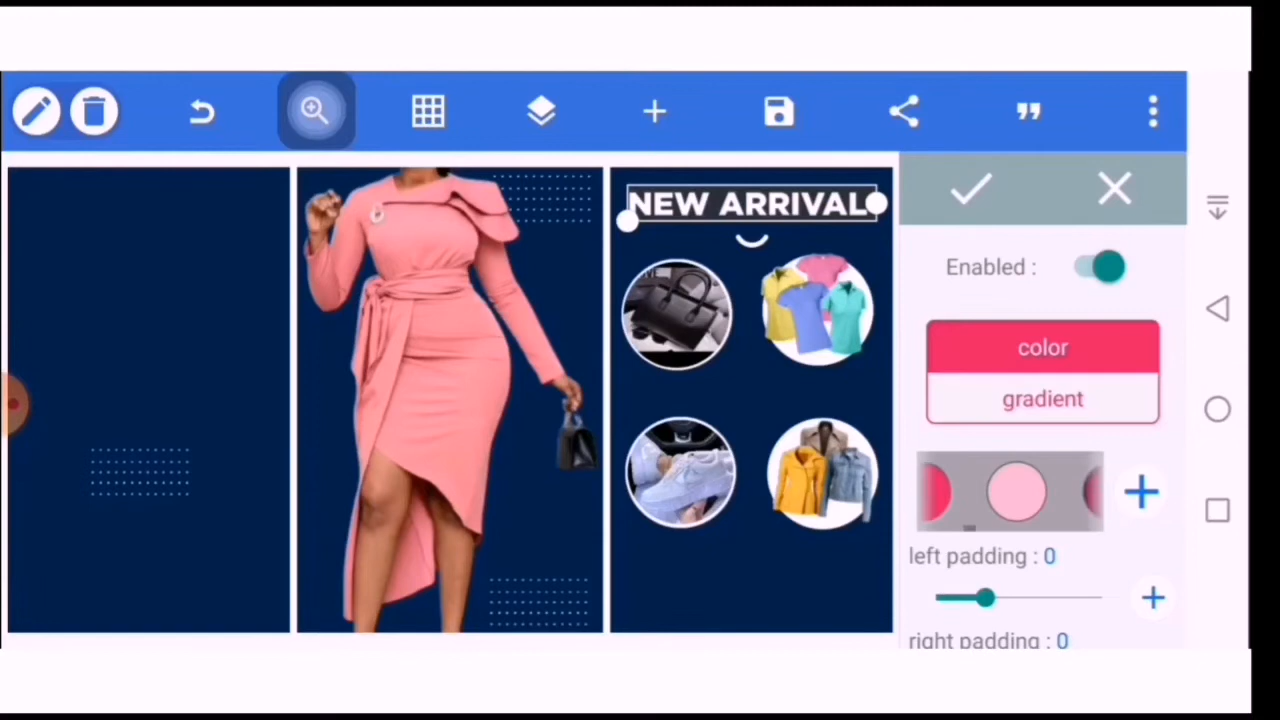 NEW ARRIVAL
Enabled :
color
gradient
left padding : 0
right padding : 0